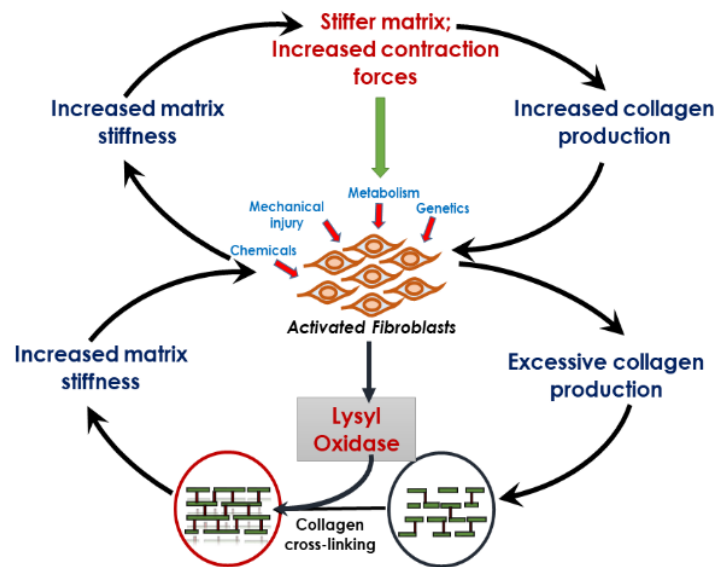 Stiffer matrix;
Increased contraction
forces
Increased matrix
stiffness
Increased collagen
production
Metabolism
Mechanical
injury
Genetics
Chemicals
Activated Fibroblasts
Increased matrix
stiffness
Excessive collagen
production
Lysyl
Oxidase
Collagen
cross-linking